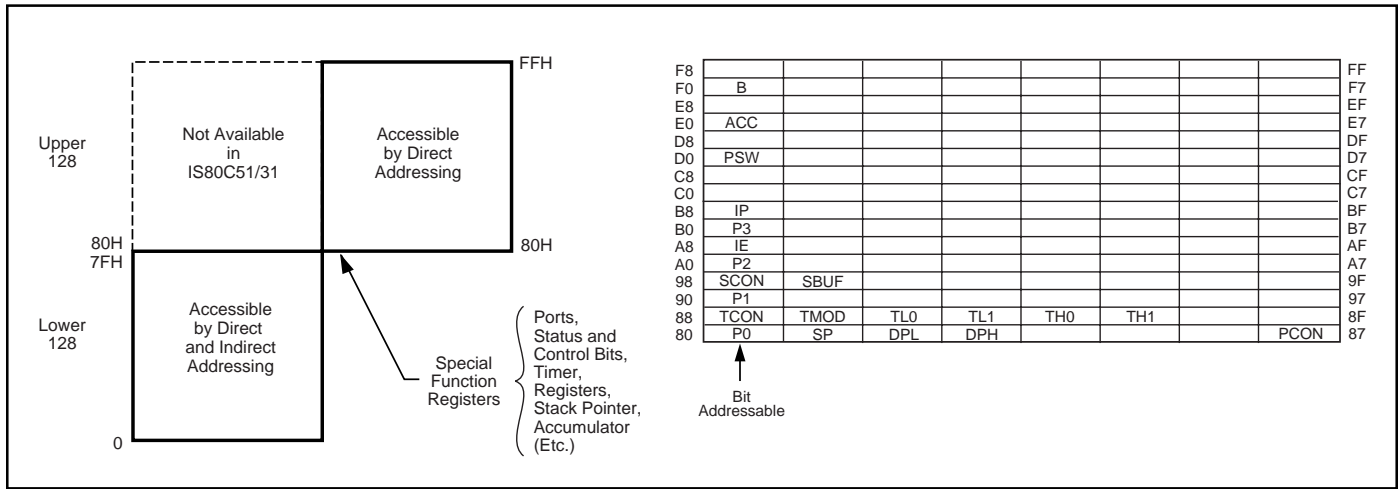 FFH
Upper
128
Not Available
in
IS80C51/31
Accessible
by Direct
Addressing
80H
7FH
80H
Lower
128
Accessible
by Direct
and Indirect
Addressing
0
Special
Function
Registers
Ports,
Status and
Control Bits,
Timer,
Registers,
Stack Pointer,
Accumulator
(Etc.)
F8 FF
F0 B F7
E8 EF
E0 ACC E7
D8 DF
D0 PSW D7
C8 CF
C0 C7
B8 IP BF
B0 P3 B7
A8 IE AF
A0 P2 A7
98 SCON SBUF 9F
90 P1 97
88 TCON TMOD TL0 TL1 TH0 TH1 8F
80 P0 SP DPL DPH PCON 87
Bit
Addressable